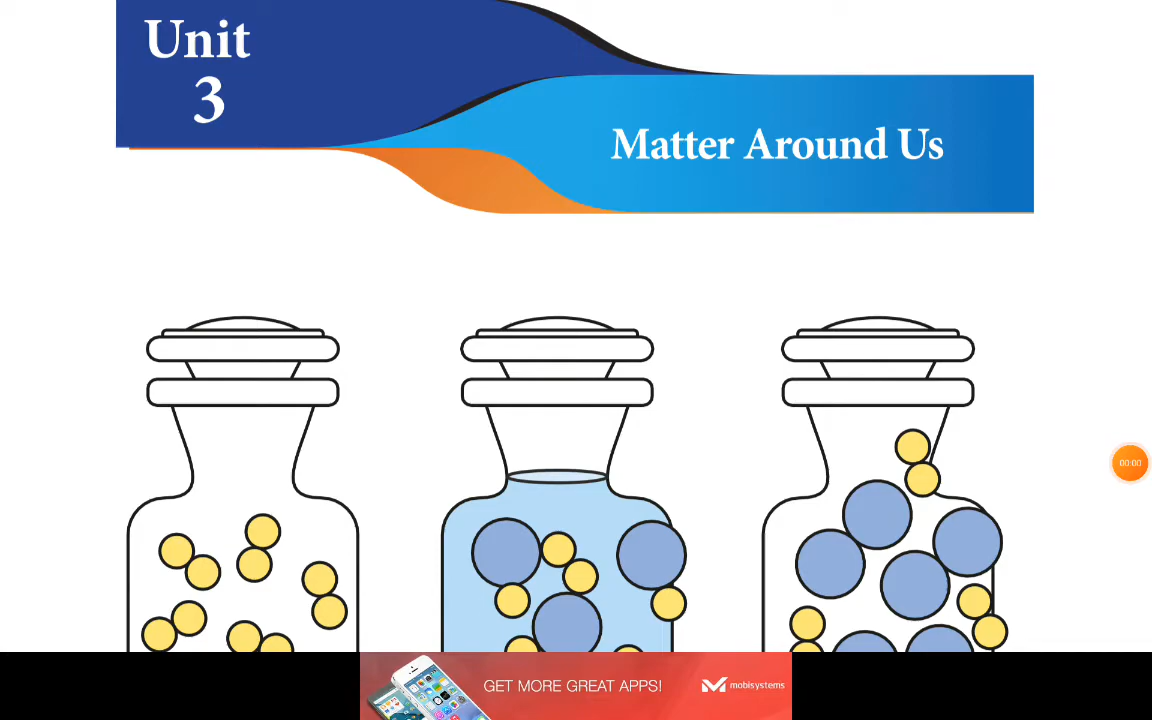 Unit
3
Matter Around Us
00:00
GET MORE GREAT APPS!
mobisystems